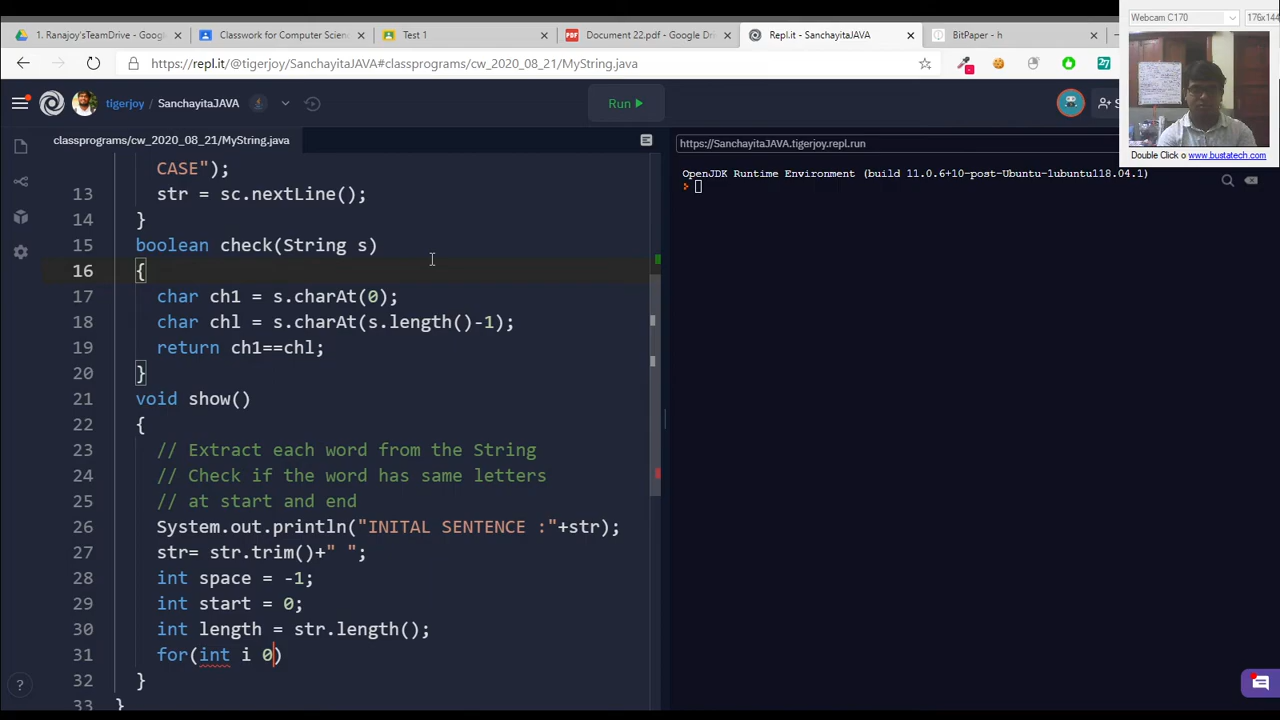 Webcam C170
176x144
1. Ranajoy'sTeamDrive - Google
Classwork for Computer Scienc
Test 1
Document 22.pdf - Google Dri
Repl.it - SanchayitaJAVA
BitPaper - h
https://repl.it/@tigerjoy/SanchayitaJAVA#classprograms/cw_2020_08_21/MyString.java
27
tigerjoy / SanchayitaJAVA
Run
S
classprograms/cw_2020_08_21/MyString.java
https://SanchayitaJAVA.tigerjoy.repl.run
Double Click o www.bustatech.com
OpenJDK Runtime Environment (build 11.0.6+10-post-Ubuntu-1ubuntu118.04.1)
CASE");
13 str = sc.nextLine();
14 }
15 boolean check(String s)
16 {
17 char ch1 = s.charAt(0);
18 char chl = s.charAt(s.length()-1);
19 return ch1==chl;
20 }
21 void show()
22 {
23 // Extract each word from the String
24 // Check if the word has same letters
25 // at start and end
26 System.out.println("INITAL SENTENCE :"+str);
27 str= str.trim()+" ";
28 int space = -1;
29 int start = 0;
30 int length = str.length();
31 for(int i 0)
32 }
33 }